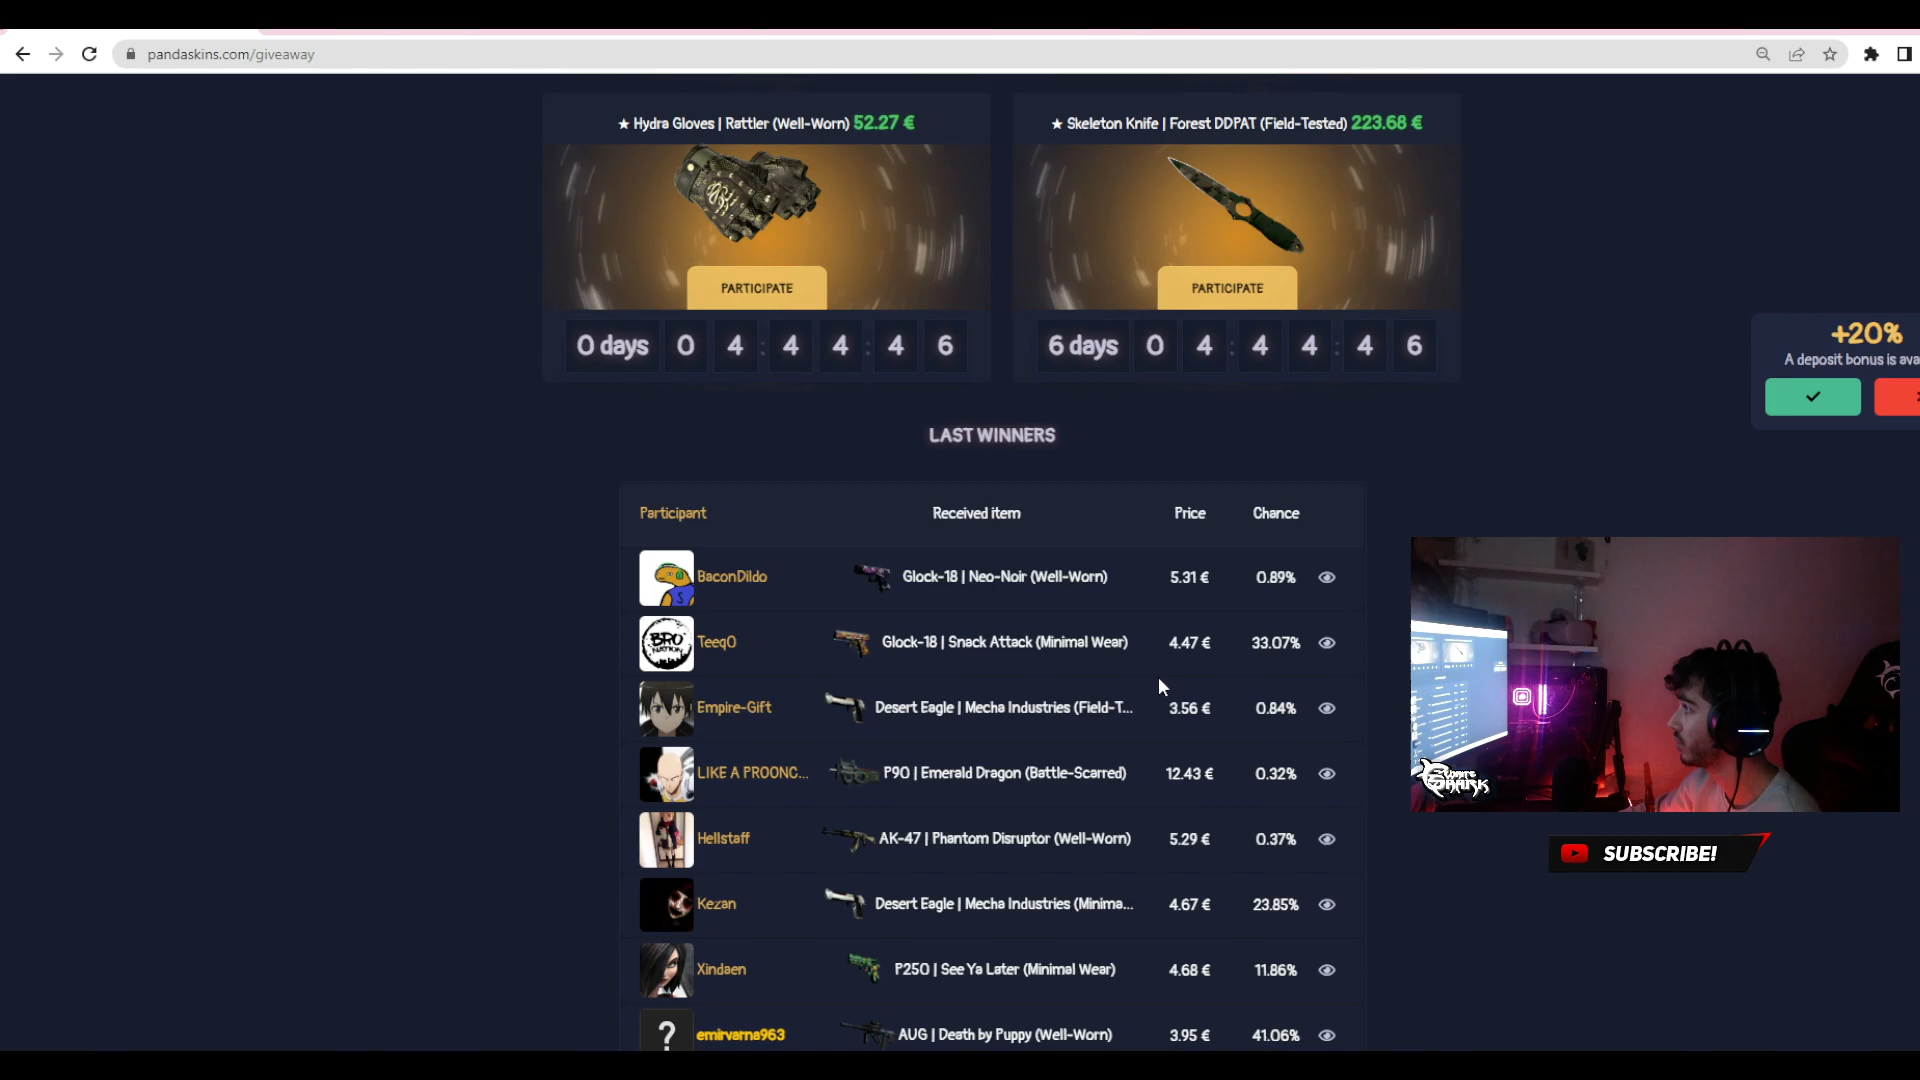 pandaskins.com/giveaway
★ Hydra Gloves | Rattler (Well-Worn) 52.27 €
★ Skeleton Knife | Forest DDPAT (Field-Tested) 223.68 €
PARTICIPATE
PARTICIPATE
0 days 0 4 : 4 4 : 4 6
6 days 0 4 : 4 4 : 4 6
+20%
A deposit bonus is ava
LAST WINNERS
Participant Received item Price Chance
BaconDildo Glock-18 | Neo-Noir (Well-Worn) 5.31 € 0.89%
BRO NATION TeeqO Glock-18 | Snack Attack (Minimal Wear) 4.47 € 33.07%
Empire-Gift Desert Eagle | Mecha Industries (Field-T... 3.56 € 0.84%
LIKE A PROONC... P90 | Emerald Dragon (Battle-Scarred) 12.43 € 0.32%
Hellstaff AK-47 | Phantom Disruptor (Well-Worn) 5.29 € 0.37%
Kezan Desert Eagle | Mecha Industries (Minima... 4.67 € 23.85%
Xindaen P250 | See Ya Later (Minimal Wear) 4.68 € 11.86%
? emirvarna963 AUG | Death by Puppy (Well-Worn) 3.95 € 41.06%
WHITE
SHARK
SUBSCRIBE!